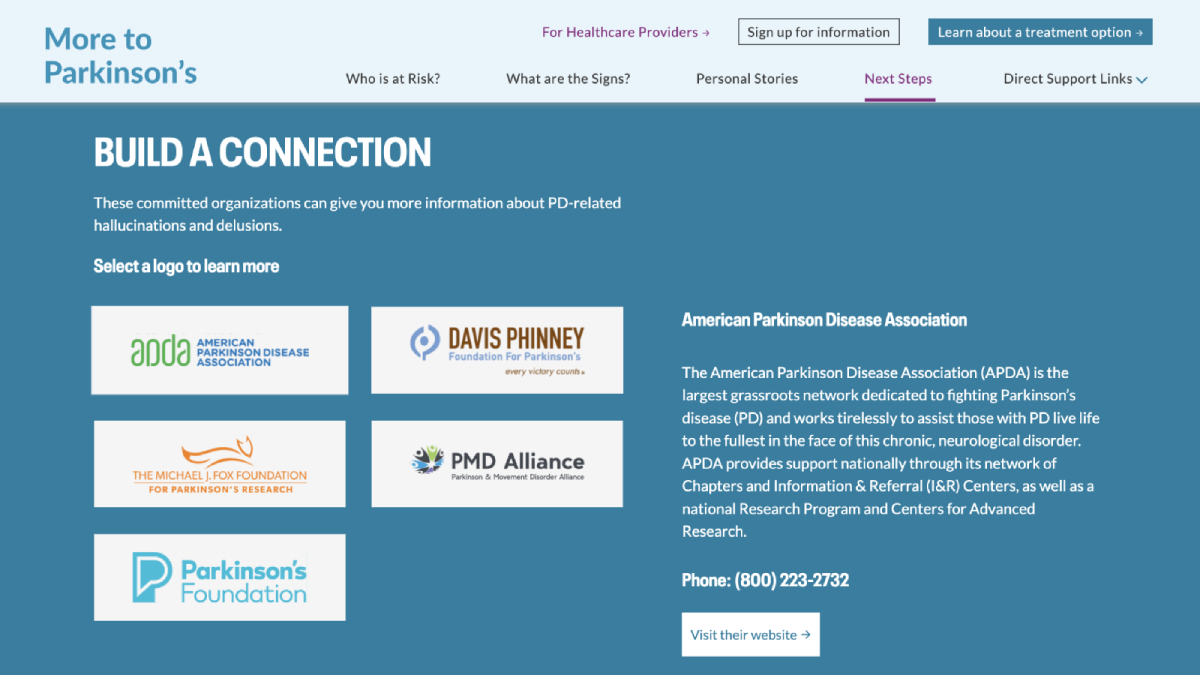 More to
Parkinson's
For Healthcare Providers →
Sign up for information
Learn about a treatment option →
Who is at Risk?
What are the Signs?
Personal Stories
Next Steps
Direct Support Links
BUILD A CONNECTION
These committed organizations can give you more information about PD-related
hallucinations and delusions.
Select a logo to learn more
apda AMERICAN
PARKINSON DISEASE
ASSOCIATION
DAVIS PHINNEY
Foundation For Parkinson's
every victory counts.
THE MICHAEL J. FOX FOUNDATION
FOR PARKINSON'S RESEARCH
PMD Alliance
Parkinson & Movement Disorder Alliance
Parkinson's
Foundation
American Parkinson Disease Association
The American Parkinson Disease Association (APDA) is the
largest grassroots network dedicated to fighting Parkinson's
disease (PD) and works tirelessly to assist those with PD live life
to the fullest in the face of this chronic, neurological disorder.
APDA provides support nationally through its network of
Chapters and Information & Referral (I&R) Centers, as well as a
national Research Program and Centers for Advanced
Research.
Phone: (800) 223-2732
Visit their website →